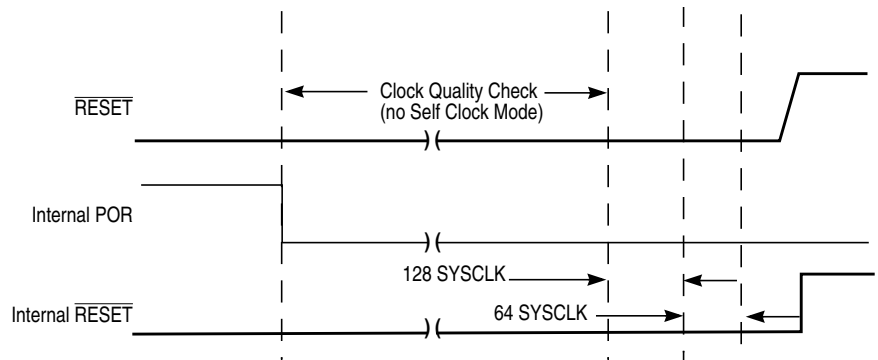 Clock Quality Check
(no Self Clock Mode)
RESET
)(
Internal POR
)(
128 SYSCLK
64 SYSCLK
Internal RESET
)(